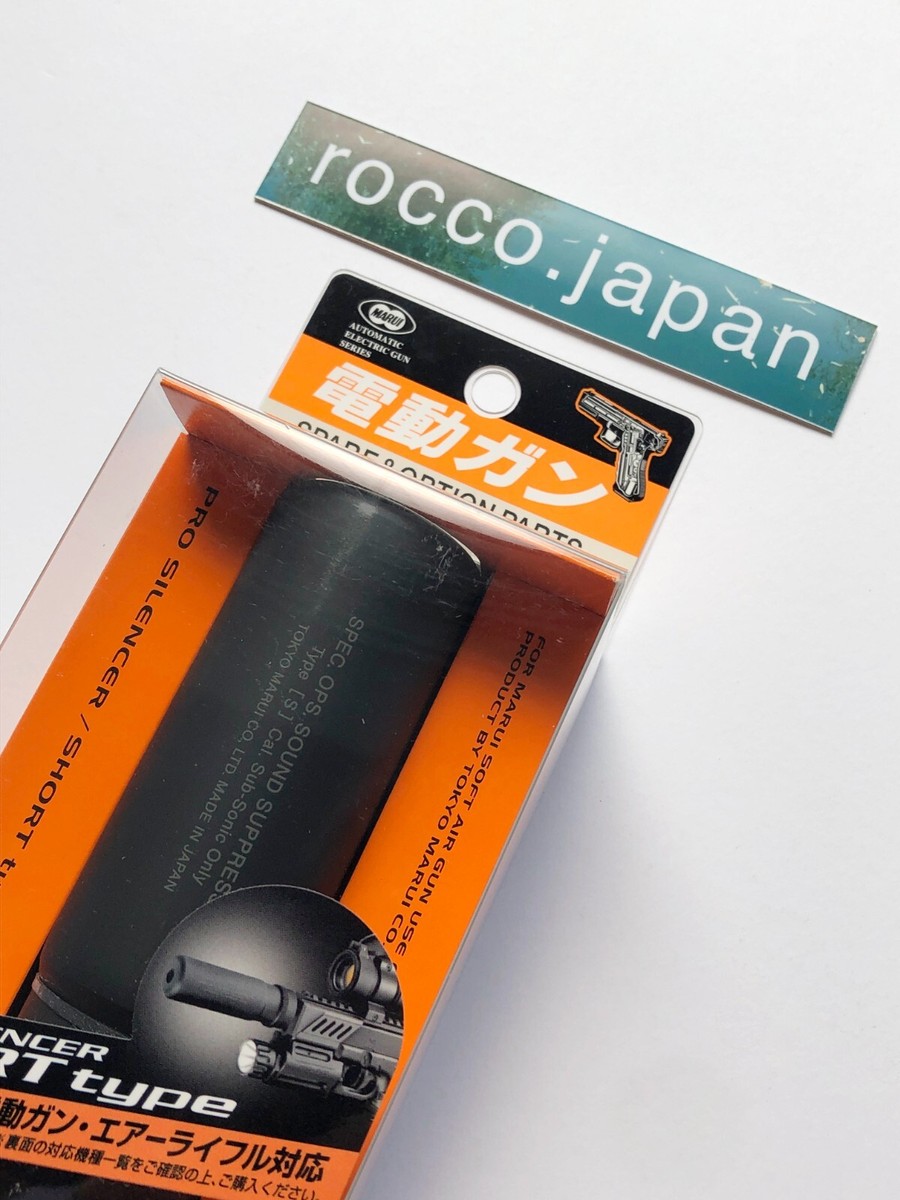 rocco.japan
MARUI
AUTOMATIC
ELECTRIC GUN
SERIES
電動ガン
SPARE & OPTION PARTS
PRO SILENCER / SHORT
SPEC. OPS. SOUND
Type [S] Cal. Sub-Sonic Only
TOKYO MARUI CO., LTD. MADE IN JAPAN
FOR MARUI SOFT AIR GUN USE
PRODUCT BY TOKYO MARUI CO.
type
動ガン・エアーライフル対応
裏面の対応機種一覧をご確認の上、ご購入ください。